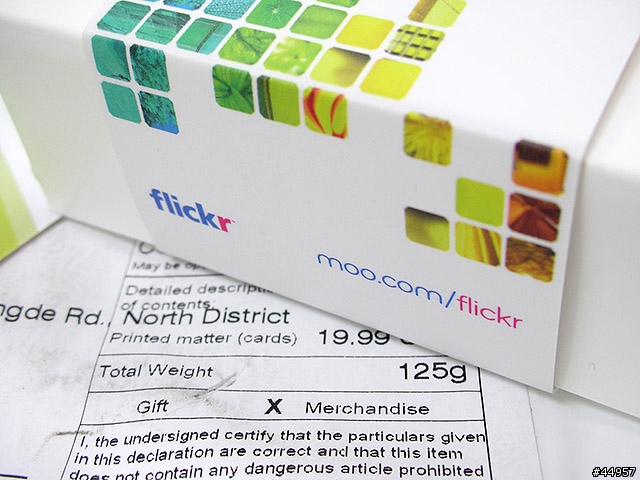 flickr
moo.com/flickr
May be op
Detailed descripti
of contents:
ngde Rd., North District
Printed matter (cards) 19.99
Total Weight 125g
Gift X Merchandise
I, the undersigned certify that the particulars given
in this declaration are correct and that this item
does not contain any dangerous article prohibited
#44957